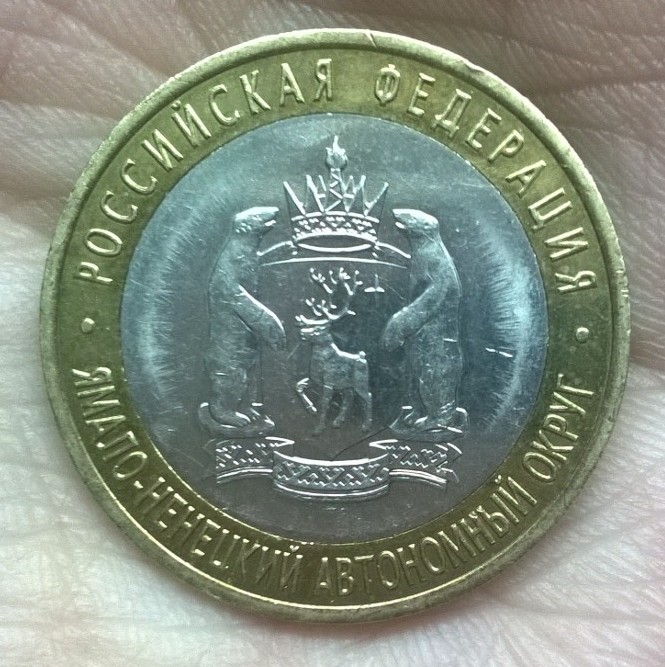 РОССИЙСКАЯ ФЕДЕРАЦИЯ
ЯМАЛО-НЕНЕЦКИЙ АВТОНОМНЫЙ ОКРУГ